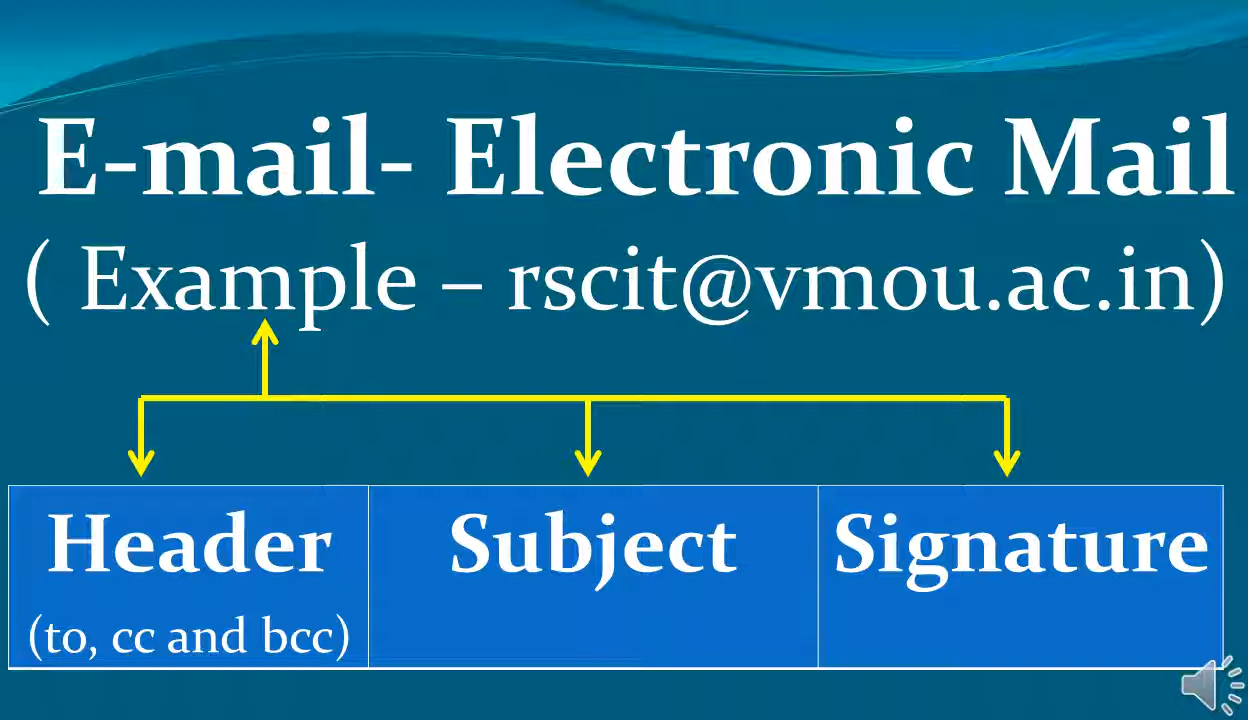 E-mail- Electronic Mail
( Example – rscit@vmou.ac.in)
Header
(to, cc and bcc)
Subject
Signature